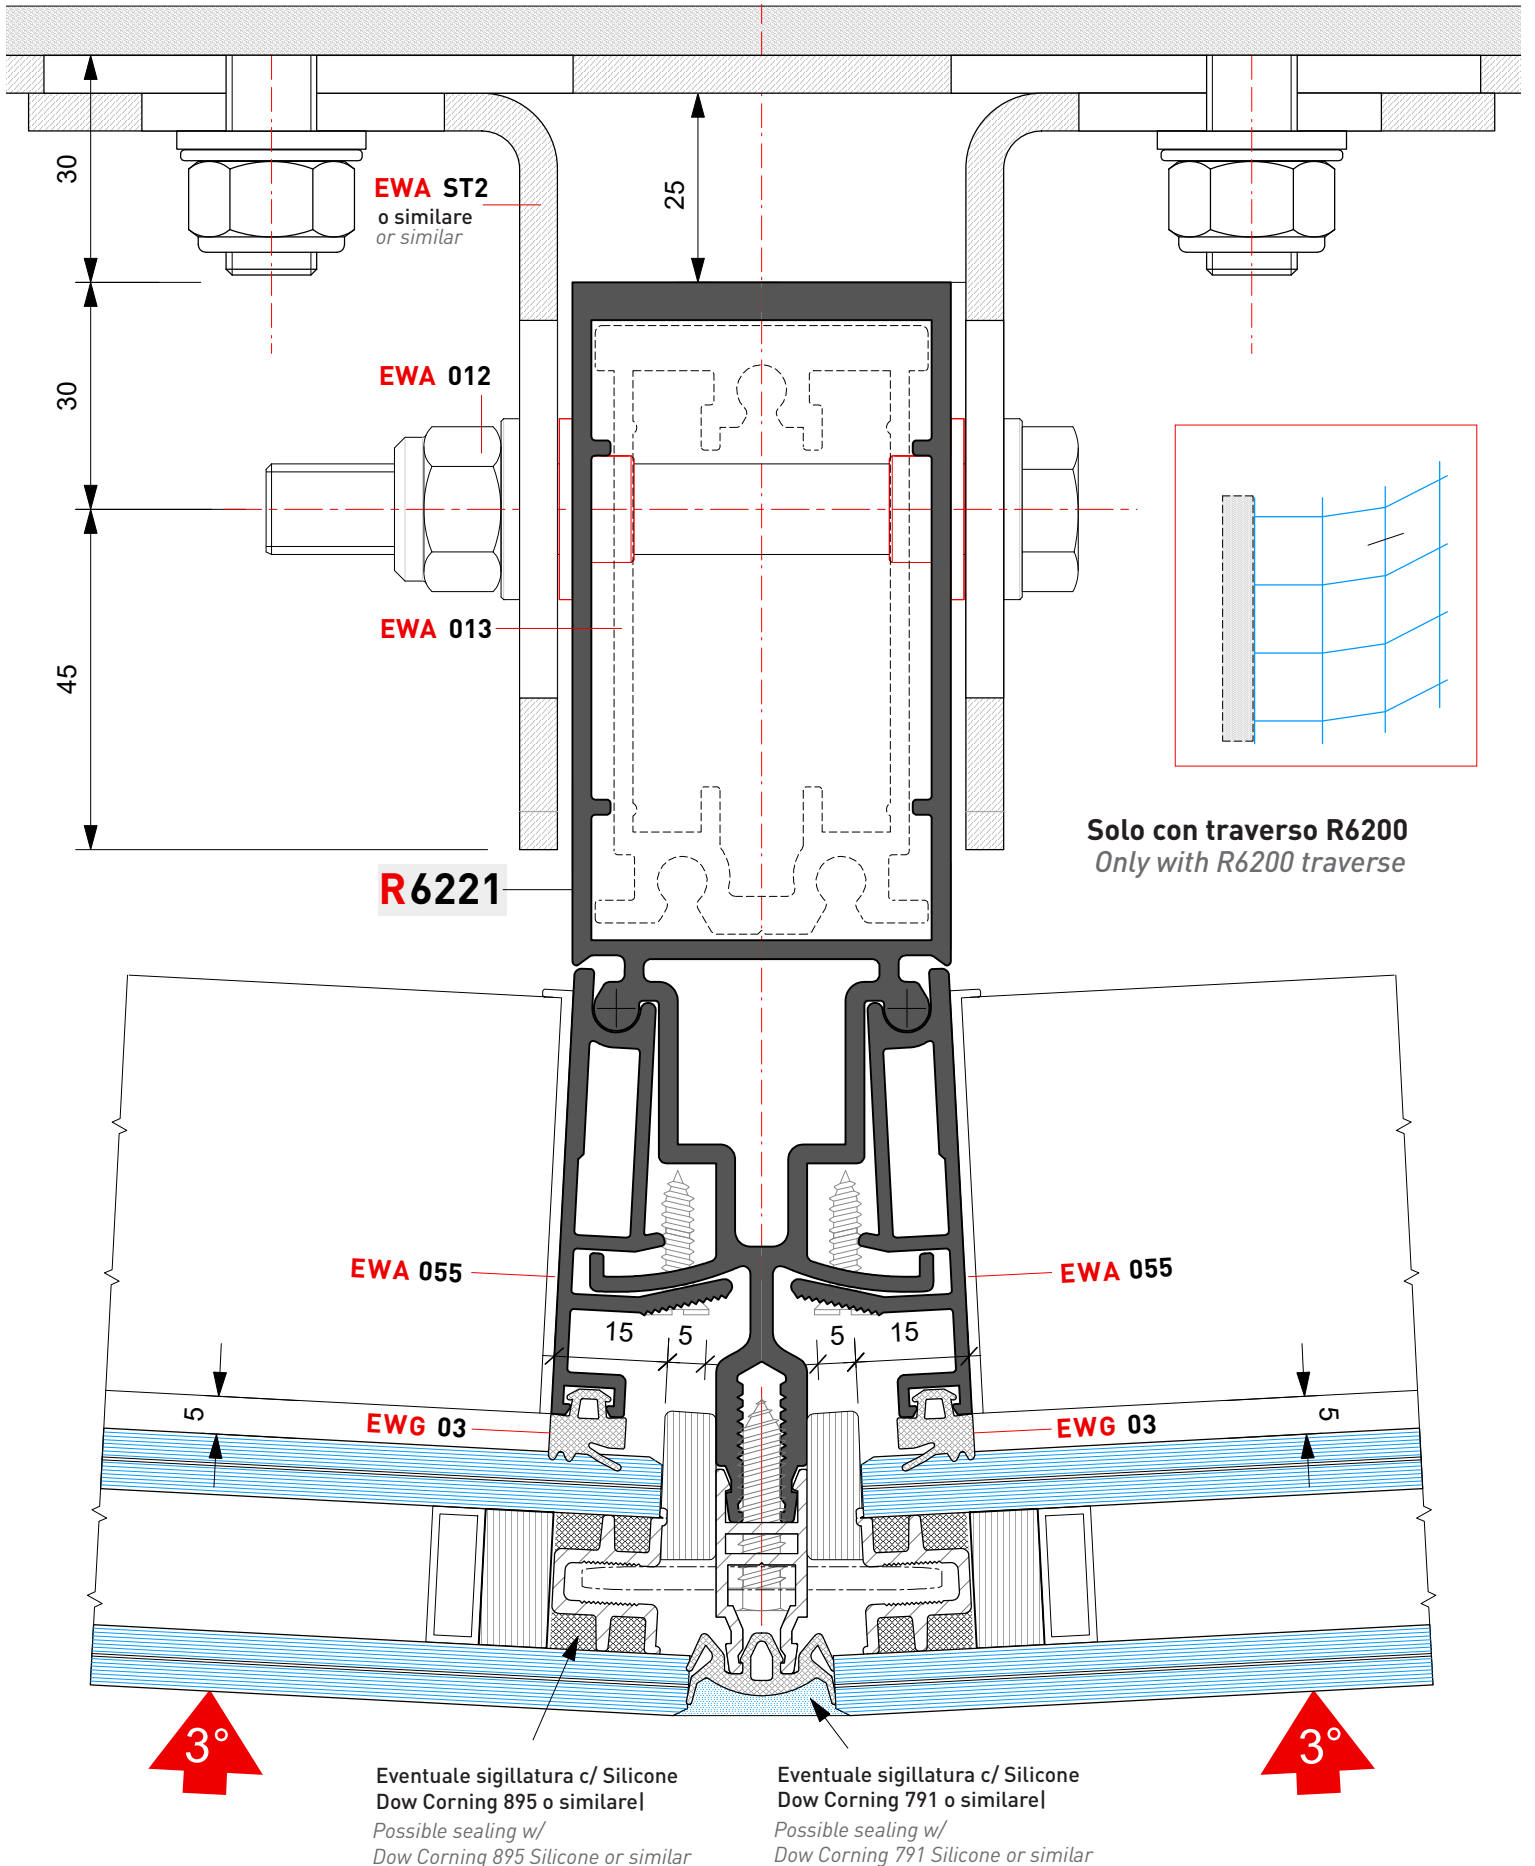 30
EWA ST2
o similare
or similar
25
30
EWA 012
EWA 013
45
Solo con traverso R6200
Only with R6200 traverse
R6221
EWA 055
EWA 055
15
5
5
15
5
EWG 03
EWG 03
5
3°
3°
Eventuale sigillatura c/ Silicone
Dow Corning 895 o similare|
Possible sealing w/
Dow Corning 895 Silicone or similar
Eventuale sigillatura c/ Silicone
Dow Corning 791 o similare|
Possible sealing w/
Dow Corning 791 Silicone or similar